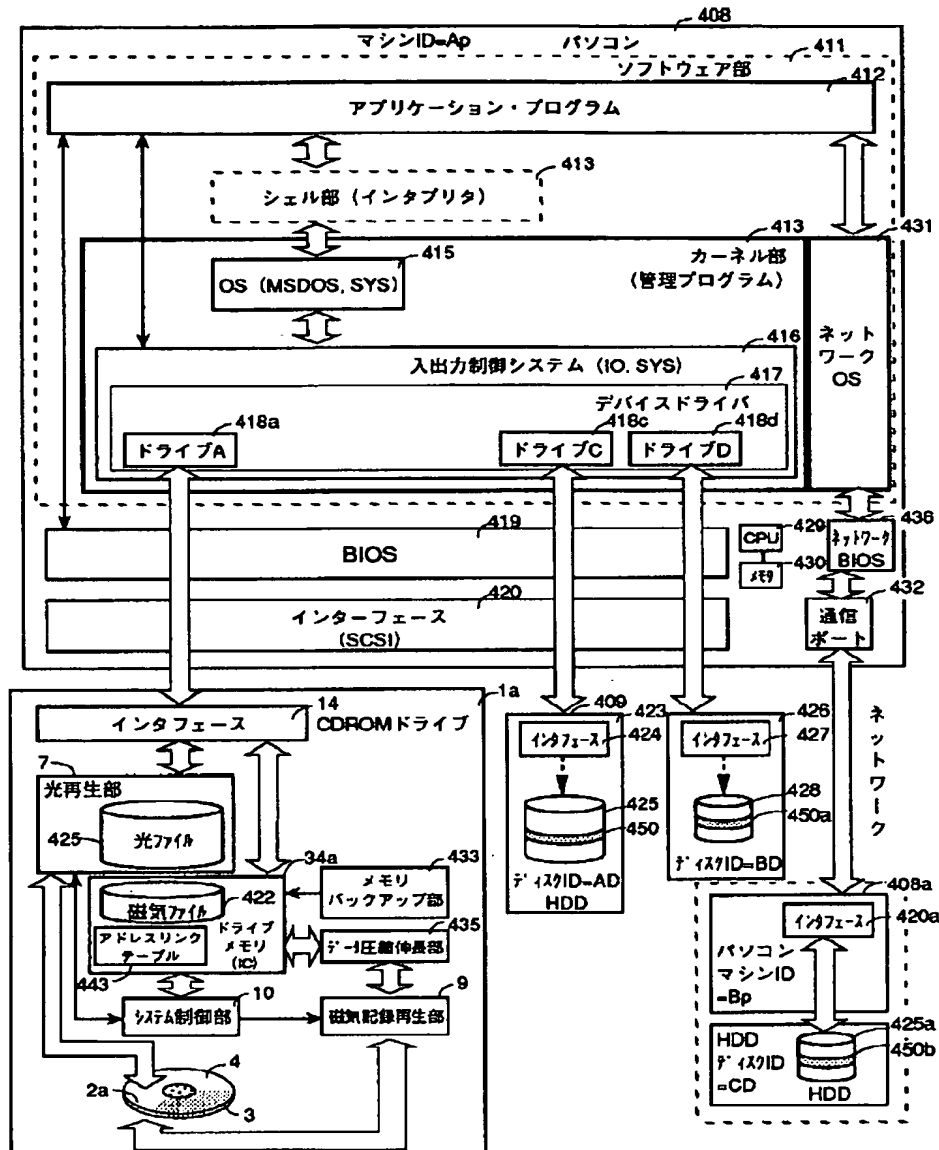 408
マシンID=Ap パソコン
411
ソフトウェア部
412
アプリケーション・プログラム
413
シェル部 (インタプリタ)
413
431
カーネル部
(管理プログラム)
415
OS (MSDOS, SYS)
ネット
ワーク
OS
416
入出力制御システム (IO. SYS)
417
デバイスドライバ
418a
418c
418d
ドライブA
ドライブC
ドライブD
419
BIOS
429
CPU
430
メモリ
436
ネットワーク
BIOS
420
インターフェース
(SCSI)
432
通信
ポート
1a
14
インタフェース
CDROMドライブ
409
423
インタフェース
424
425
450
ディスクID=AD
HDD
426
インタフェース
427
428
450a
ディスクID=BD
ネットワーク
7
光再生部
425
光ファイル
34a
433
メモリ
バックアップ部
磁気ファイル
422
アドレスリンク
テーブル
ドライブ
メモリ
(IC)
443
435
データ圧縮伸長部
10
システム制御部
9
磁気記録再生部
4
2a
3
408a
インタフェース
420a
パソコン
マシンID
=Bp
425a
450b
HDD
ディスクID
=CD
HDD